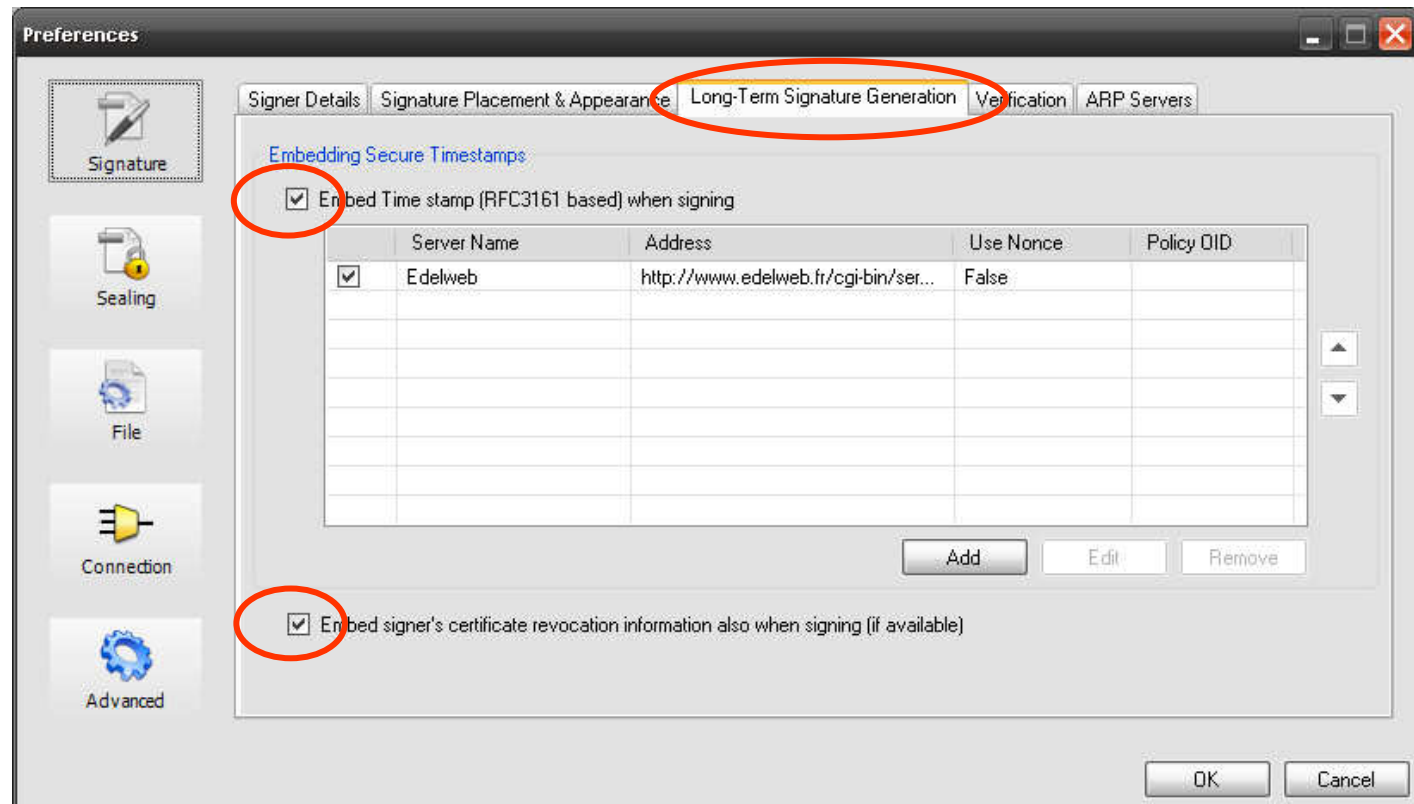 Preferences
Signature
Sealing
File
Connection
Advanced
Signer Details Signature Placement & Appearance Long-Term Signature Generation Verification ARP Servers
Embedding Secure Timestamps
Embed Time stamp (RFC3161 based) when signing
Server Name Address Use Nonce Policy OID
Edelweb http://www.edelweb.fr/cgi-bin/ser... False
Add Edit Remove
Embed signer's certificate revocation information also when signing (if available)
OK Cancel